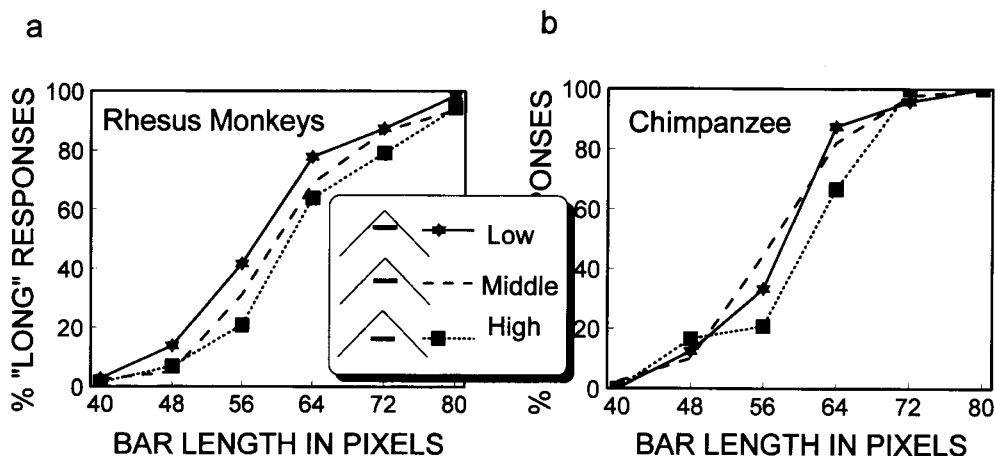 a
b
% "LONG" RESPONSES
100
80
60
40
20
0
Rhesus Monkeys
40 48 56 64 72 80
BAR LENGTH IN PIXELS
Low
Middle
High
%
ONSES
100
80
60
40
20
0
Chimpanzee
40 48 56 64 72 80
BAR LENGTH IN PIXELS